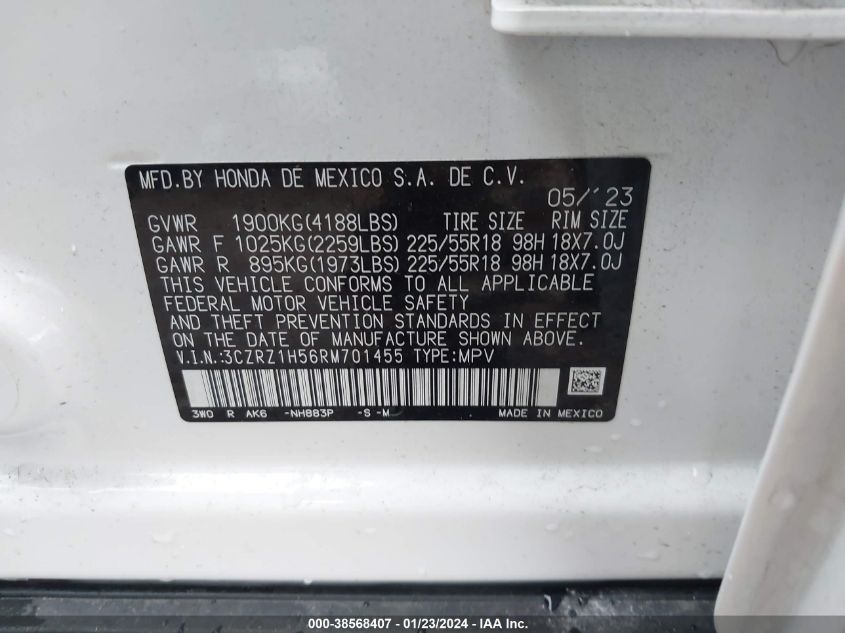 MFD.BY HONDA DE MEXICO S.A. DE C.V.
05/'23
GVWR 1900KG(4188LBS) TIRE SIZE RIM SIZE
GAWR F 1025KG(2259LBS) 225/55R18 98H 18X7.0J
GAWR R 895KG(1973LBS) 225/55R18 98H 18X7.0J
THIS VEHICLE CONFORMS TO ALL APPLICABLE
FEDERAL MOTOR VEHICLE SAFETY
AND THEFT PREVENTION STANDARDS IN EFFECT
ON THE DATE OF MANUFACTURE SHOWN ABOVE.
V.I.N.:3CZRZ1H56RM701455 TYPE:MPV
3W0 R AK6 -NH883P -S -M MADE IN MEXICO
000-38568407 / 01/23/2024 - IAA Inc.